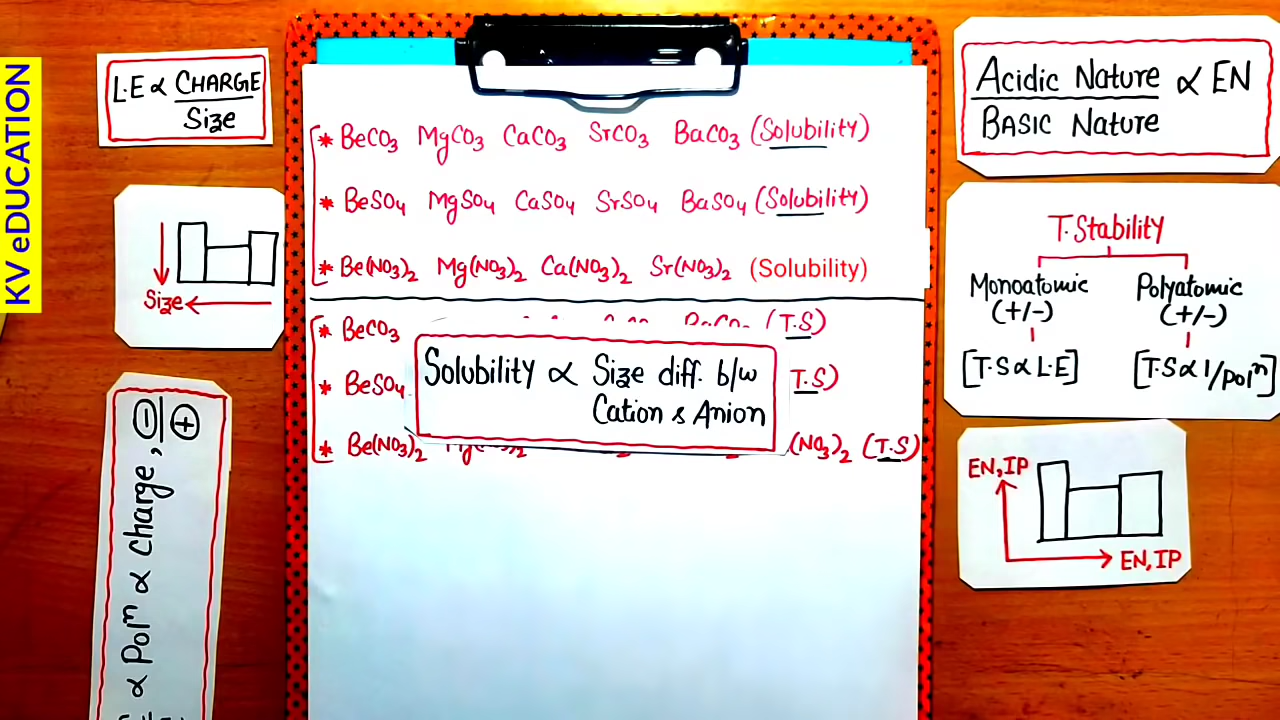 KV eDUCATION
L.E ∝ CHARGE
Size
Size
∝ Polⁿ ∝ charge, ⊖
⊕
* BeCO3 MgCO3 CaCO3 SrCO3 BaCO3 (Solubility)
* BeSO4 MgSO4 CaSO4 SrSO4 BaSO4 (Solubility)
* Be(NO3)2 Mg(NO3)2 Ca(NO3)2 Sr(NO3)2 (Solubility)
* BeCO3 (T.S)
* BeSO4 T.S)
* Be(NO3)2 (NO3)2 (T.S)
Solubility ∝ Size diff. b/w
Cation & Anion
Acidic Nature ∝ EN
BASIC Nature
T.Stability
Monoatomic Polyatomic
(+/-) (+/-)
[T.S ∝ L.E] [T.S ∝ 1/Polⁿ]
EN,IP
EN,IP